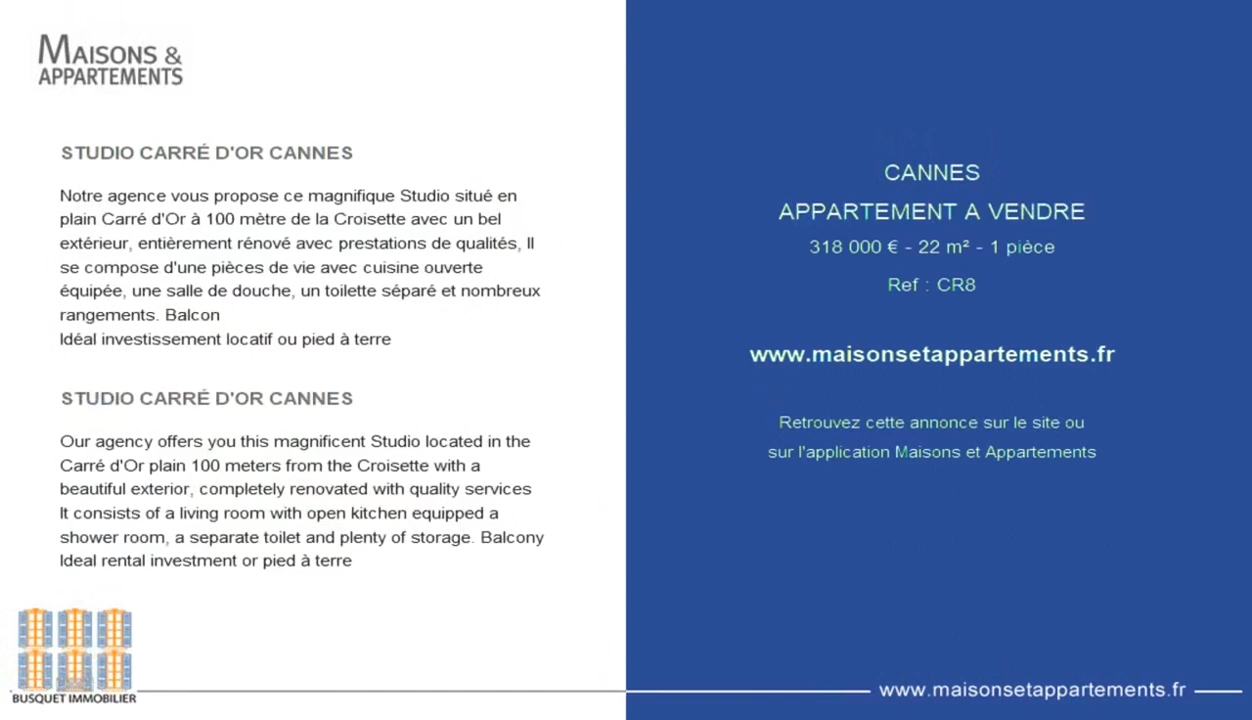 MAISONS &
APPARTEMENTS
STUDIO CARRÉ D'OR CANNES
Notre agence vous propose ce magnifique Studio situé en
plain Carré d'Or à 100 mètre de la Croisette avec un bel
extérieur, entièrement rénové avec prestations de qualités, Il
se compose d'une pièces de vie avec cuisine ouverte
équipée, une salle de douche, un toilette séparé et nombreux
rangements. Balcon
Idéal investissement locatif ou pied à terre
STUDIO CARRÉ D'OR CANNES
Our agency offers you this magnificent Studio located in the
Carré d'Or plain 100 meters from the Croisette with a
beautiful exterior, completely renovated with quality services
It consists of a living room with open kitchen equipped a
shower room, a separate toilet and plenty of storage. Balcony
Ideal rental investment or pied à terre
BUSQUET IMMOBILIER
CANNES
APPARTEMENT A VENDRE
318 000 € - 22 m² - 1 pièce
Ref : CR8
www.maisonsetappartements.fr
Retrouvez cette annonce sur le site ou
sur l'application Maisons et Appartements
www.maisonsetappartements.fr